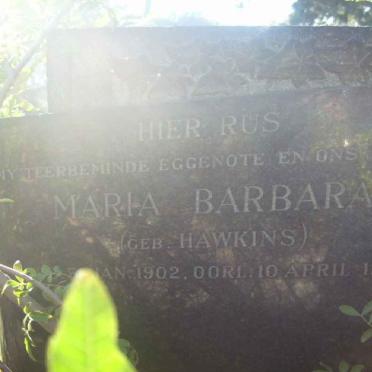 HIER RUS
MY TEERBEMINDE EGGENOTE EN ONS
MARIA BARBARA
(GEB. HAWKINS)
JAN. 1902, OORL. 10 APRIL